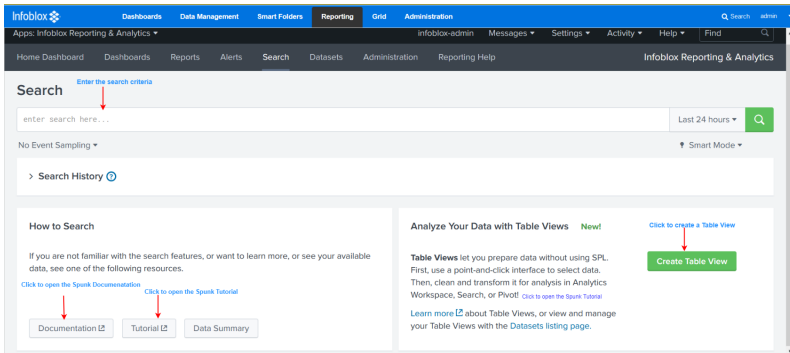 Infoblox Dashboards Data Management Smart Folders Reporting Grid Administration Search admin
Apps: Infoblox Reporting & Analytics infoblox-admin Messages Settings Activity Help Find
Home Dashboard Dashboards Reports Alerts Search Datasets Administration Reporting Help Infoblox Reporting & Analytics
Enter the search criteria
Search
enter search here... Last 24 hours
No Event Sampling Smart Mode
> Search History ?
How to Search
If you are not familiar with the search features, or want to learn more, or see your available
data, see one of the following resources.
Click to open the Spunk Documenatation
Click to open the Spunk Tutorial
Documentation Tutorial Data Summary
Analyze Your Data with Table Views New!
Click to create a Table View
Table Views let you prepare data without using SPL.
First, use a point-and-click interface to select data.
Then, clean and transform it for analysis in Analytics
Workspace, Search, or Pivot! Click to open the Spunk Tutorial
Learn more about Table Views, or view and manage
your Table Views with the Datasets listing page.
Create Table View